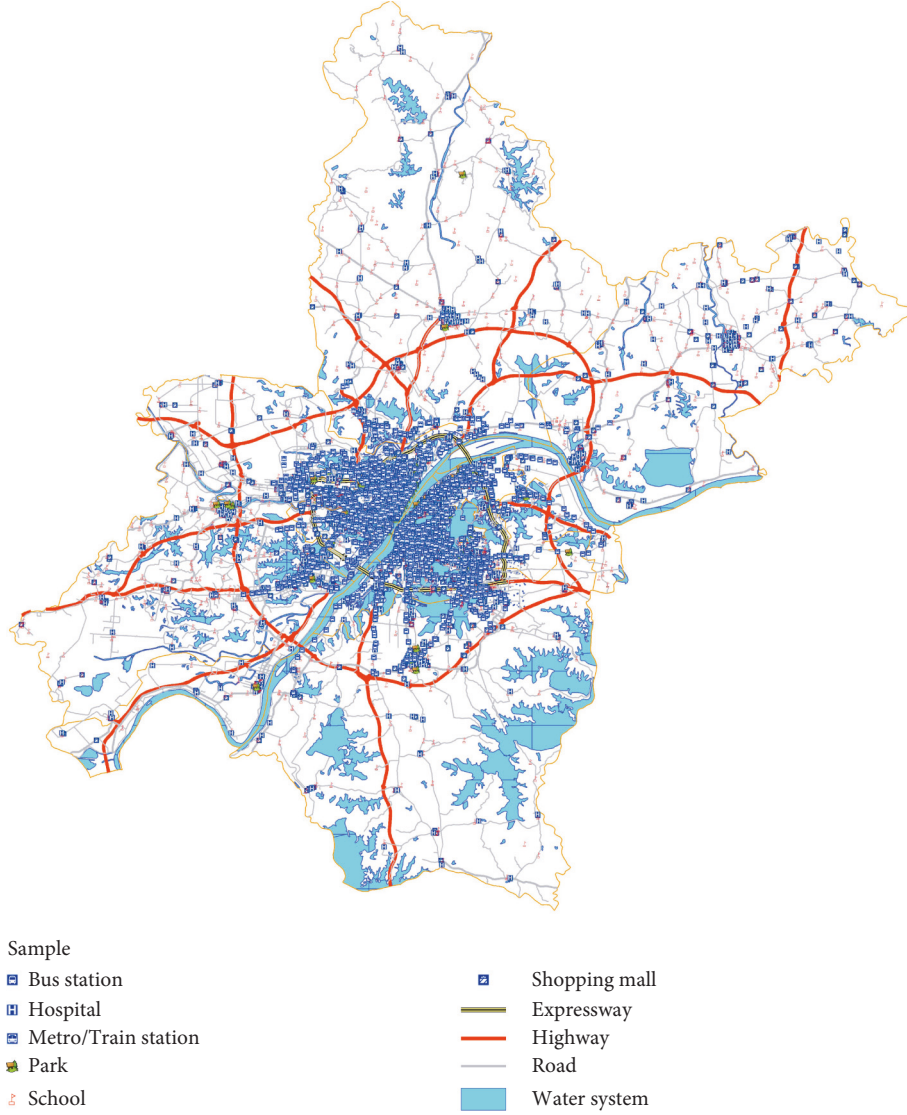 Sample
Bus station
Hospital
Metro/Train station
Park
School
Shopping mall
Expressway
Highway
Road
Water system